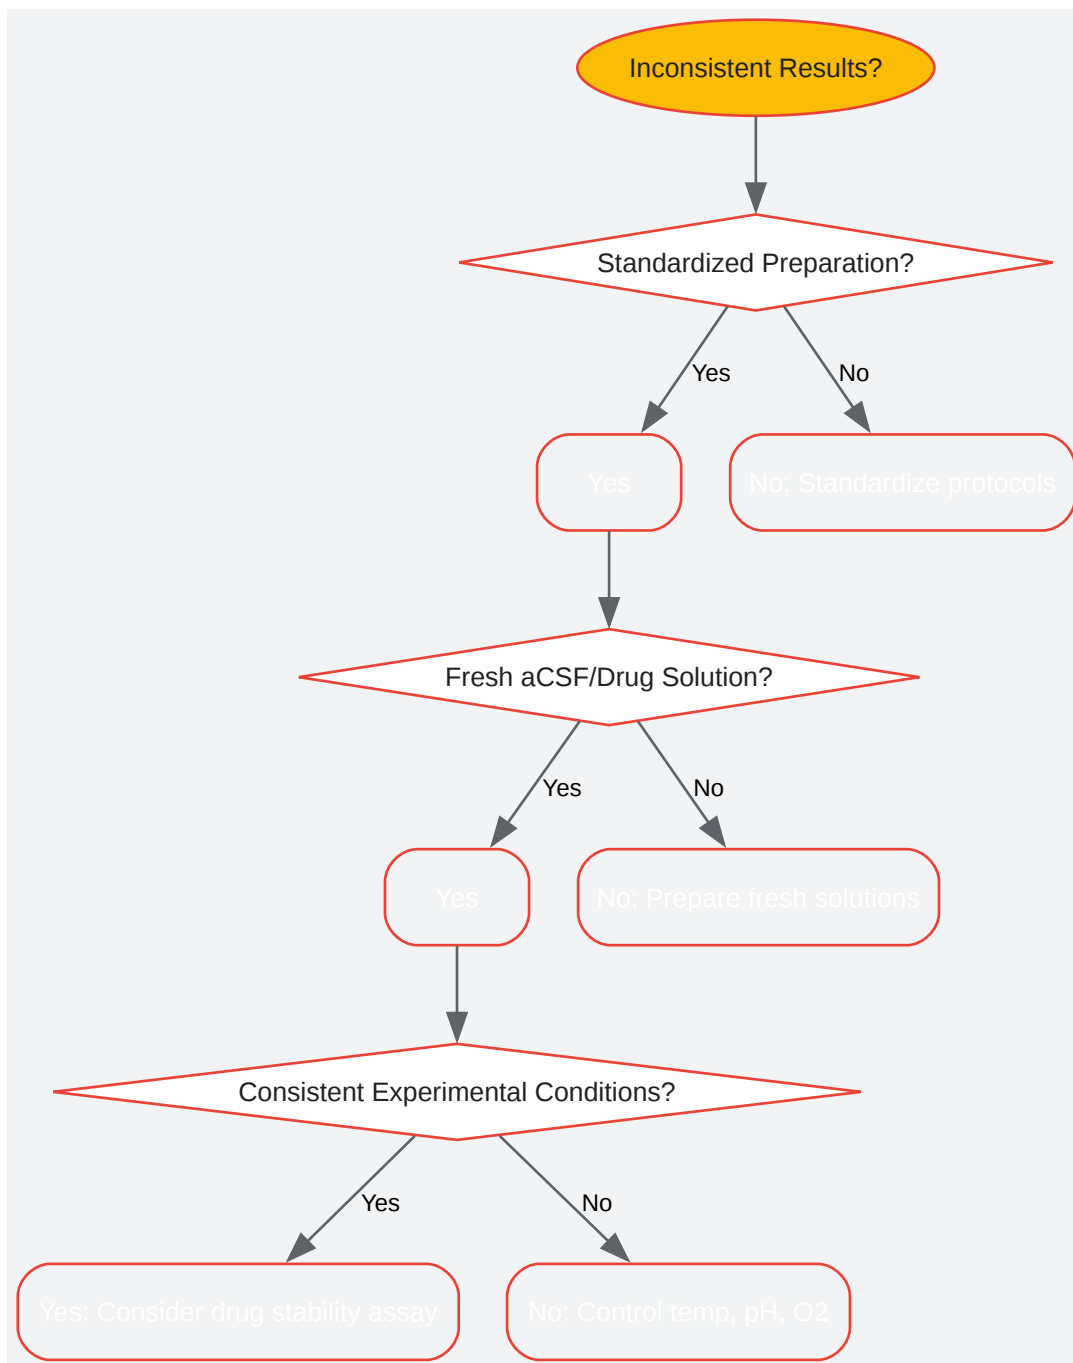 Inconsistent Results?
Standardized Preparation?
Yes
No
Yes
No: Standardize protocols
Fresh aCSF/Drug Solution?
Yes
No
Yes
No: Prepare fresh solutions
Consistent Experimental Conditions?
Yes
No
Yes: Consider drug stability assay
No: Control temp, pH, O2